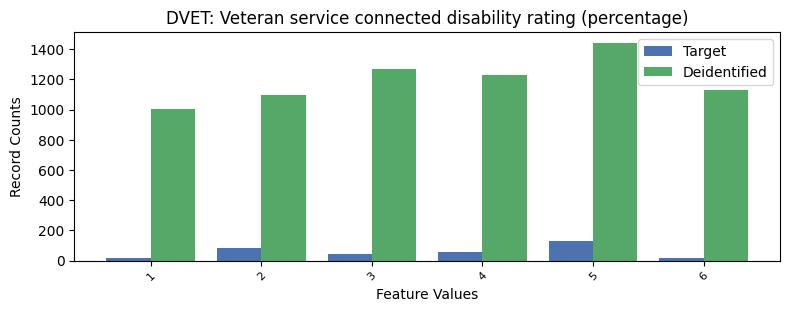 DVET: Veteran service connected disability rating (percentage)
Target
Deidentified
1400
1200
1000
800
600
400
200
0
Record Counts
1 2 3 4 5 6
Feature Values